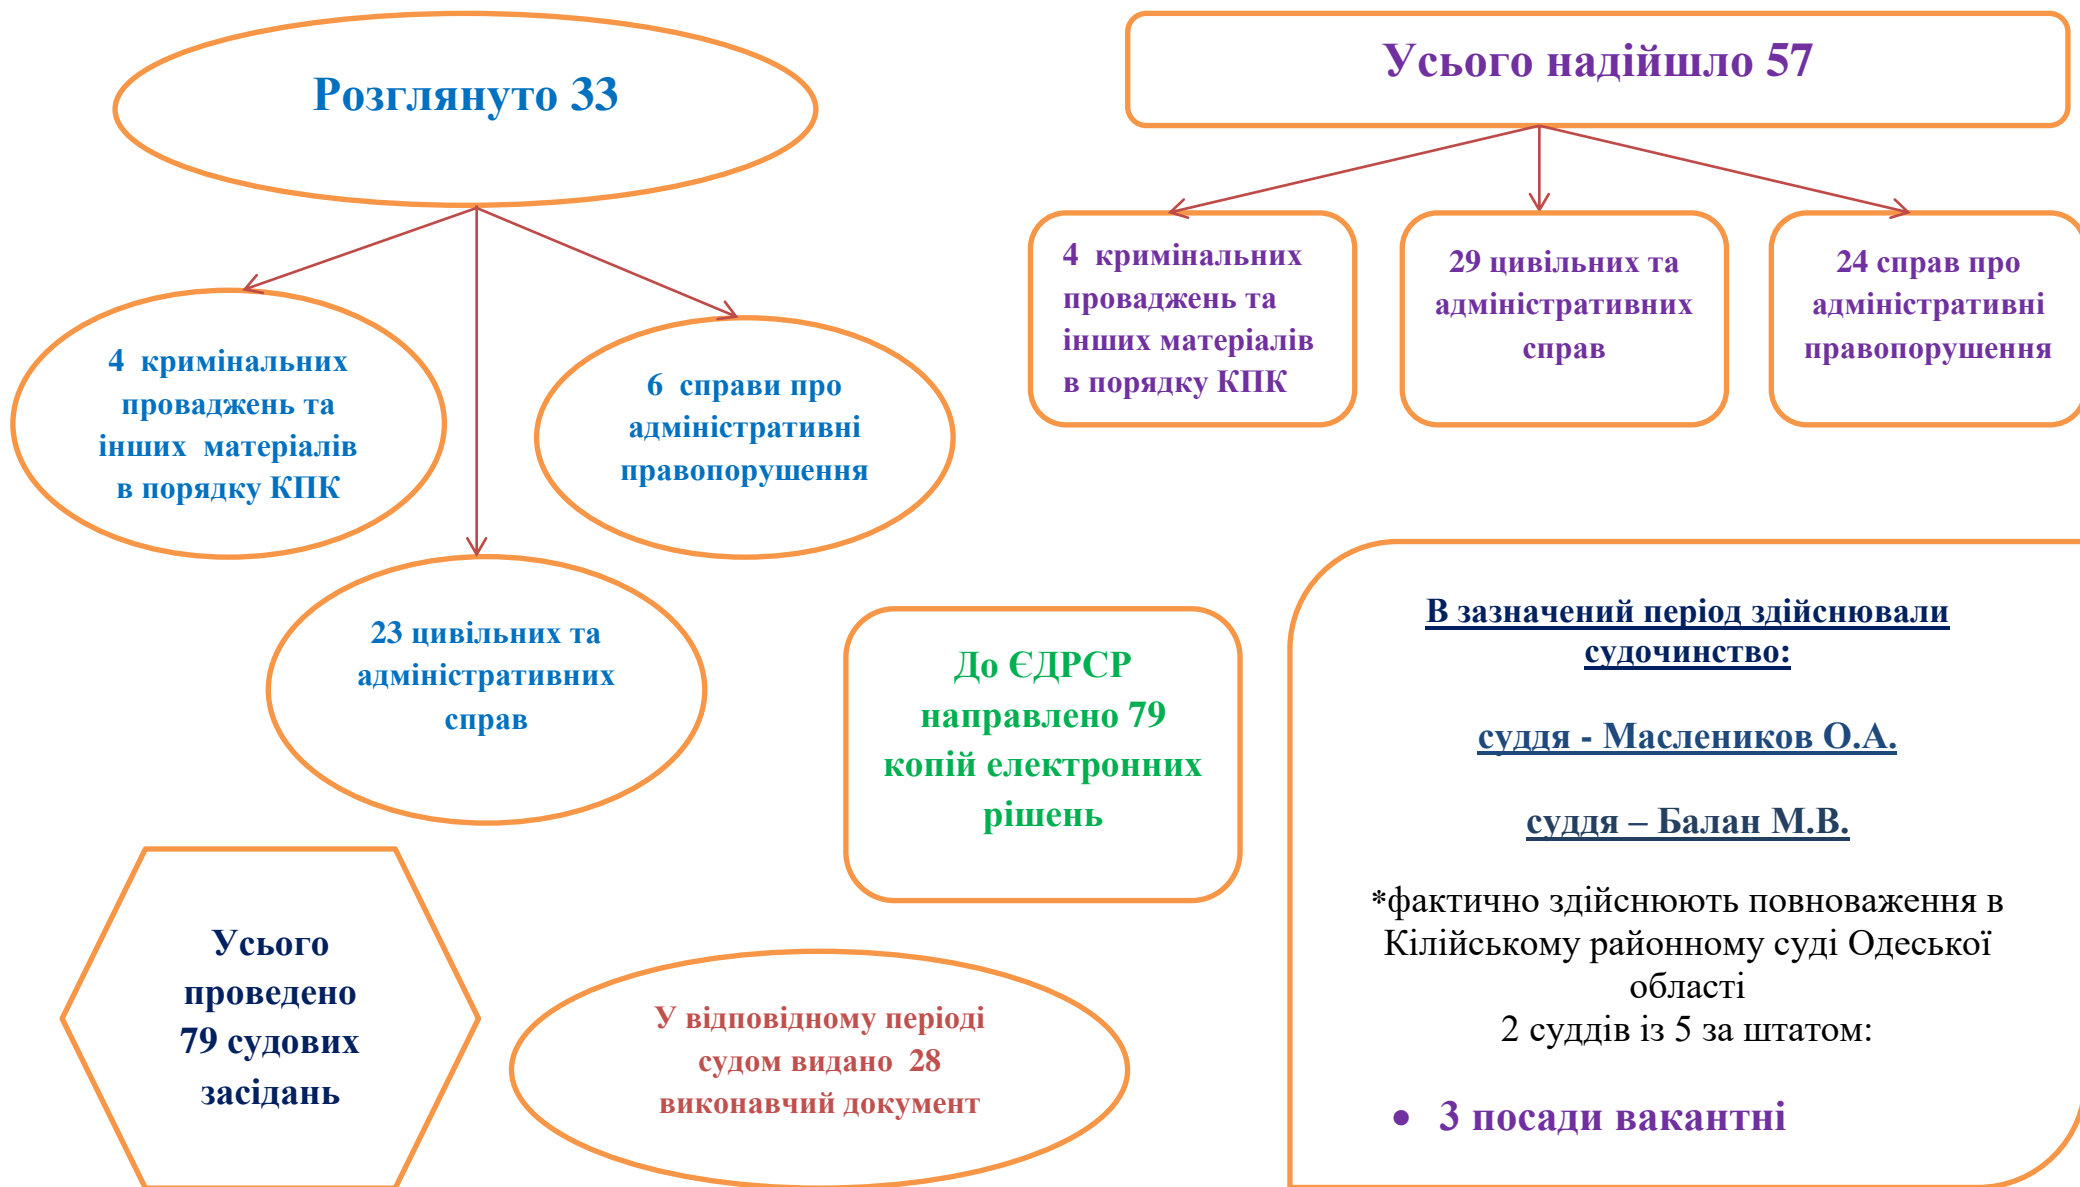 Розглянуто 33
Усього надійшло 57
4 кримінальних
проваджень та
інших матеріалів
в порядку КПК
29 цивільних та
адміністративних
справ
24 справ про
адміністративні
правопорушення
4 кримінальних
проваджень та
інших матеріалів
в порядку КПК
6 справи про
адміністративні
правопорушення
23 цивільних та
адміністративних
справ
До ЄДРСР
направлено 79
копій електронних
рішень
В зазначений період здійснювали
судочинство:
суддя - Маслеников О.А.
суддя – Балан М.В.
*фактично здійснюють повноваження в
Кілійському районному суді Одеської
області
2 суддів із 5 за штатом:
• 3 посади вакантні
Усього
проведено
79 судових
засідань
У відповідному періоді
судом видано 28
виконавчий документ